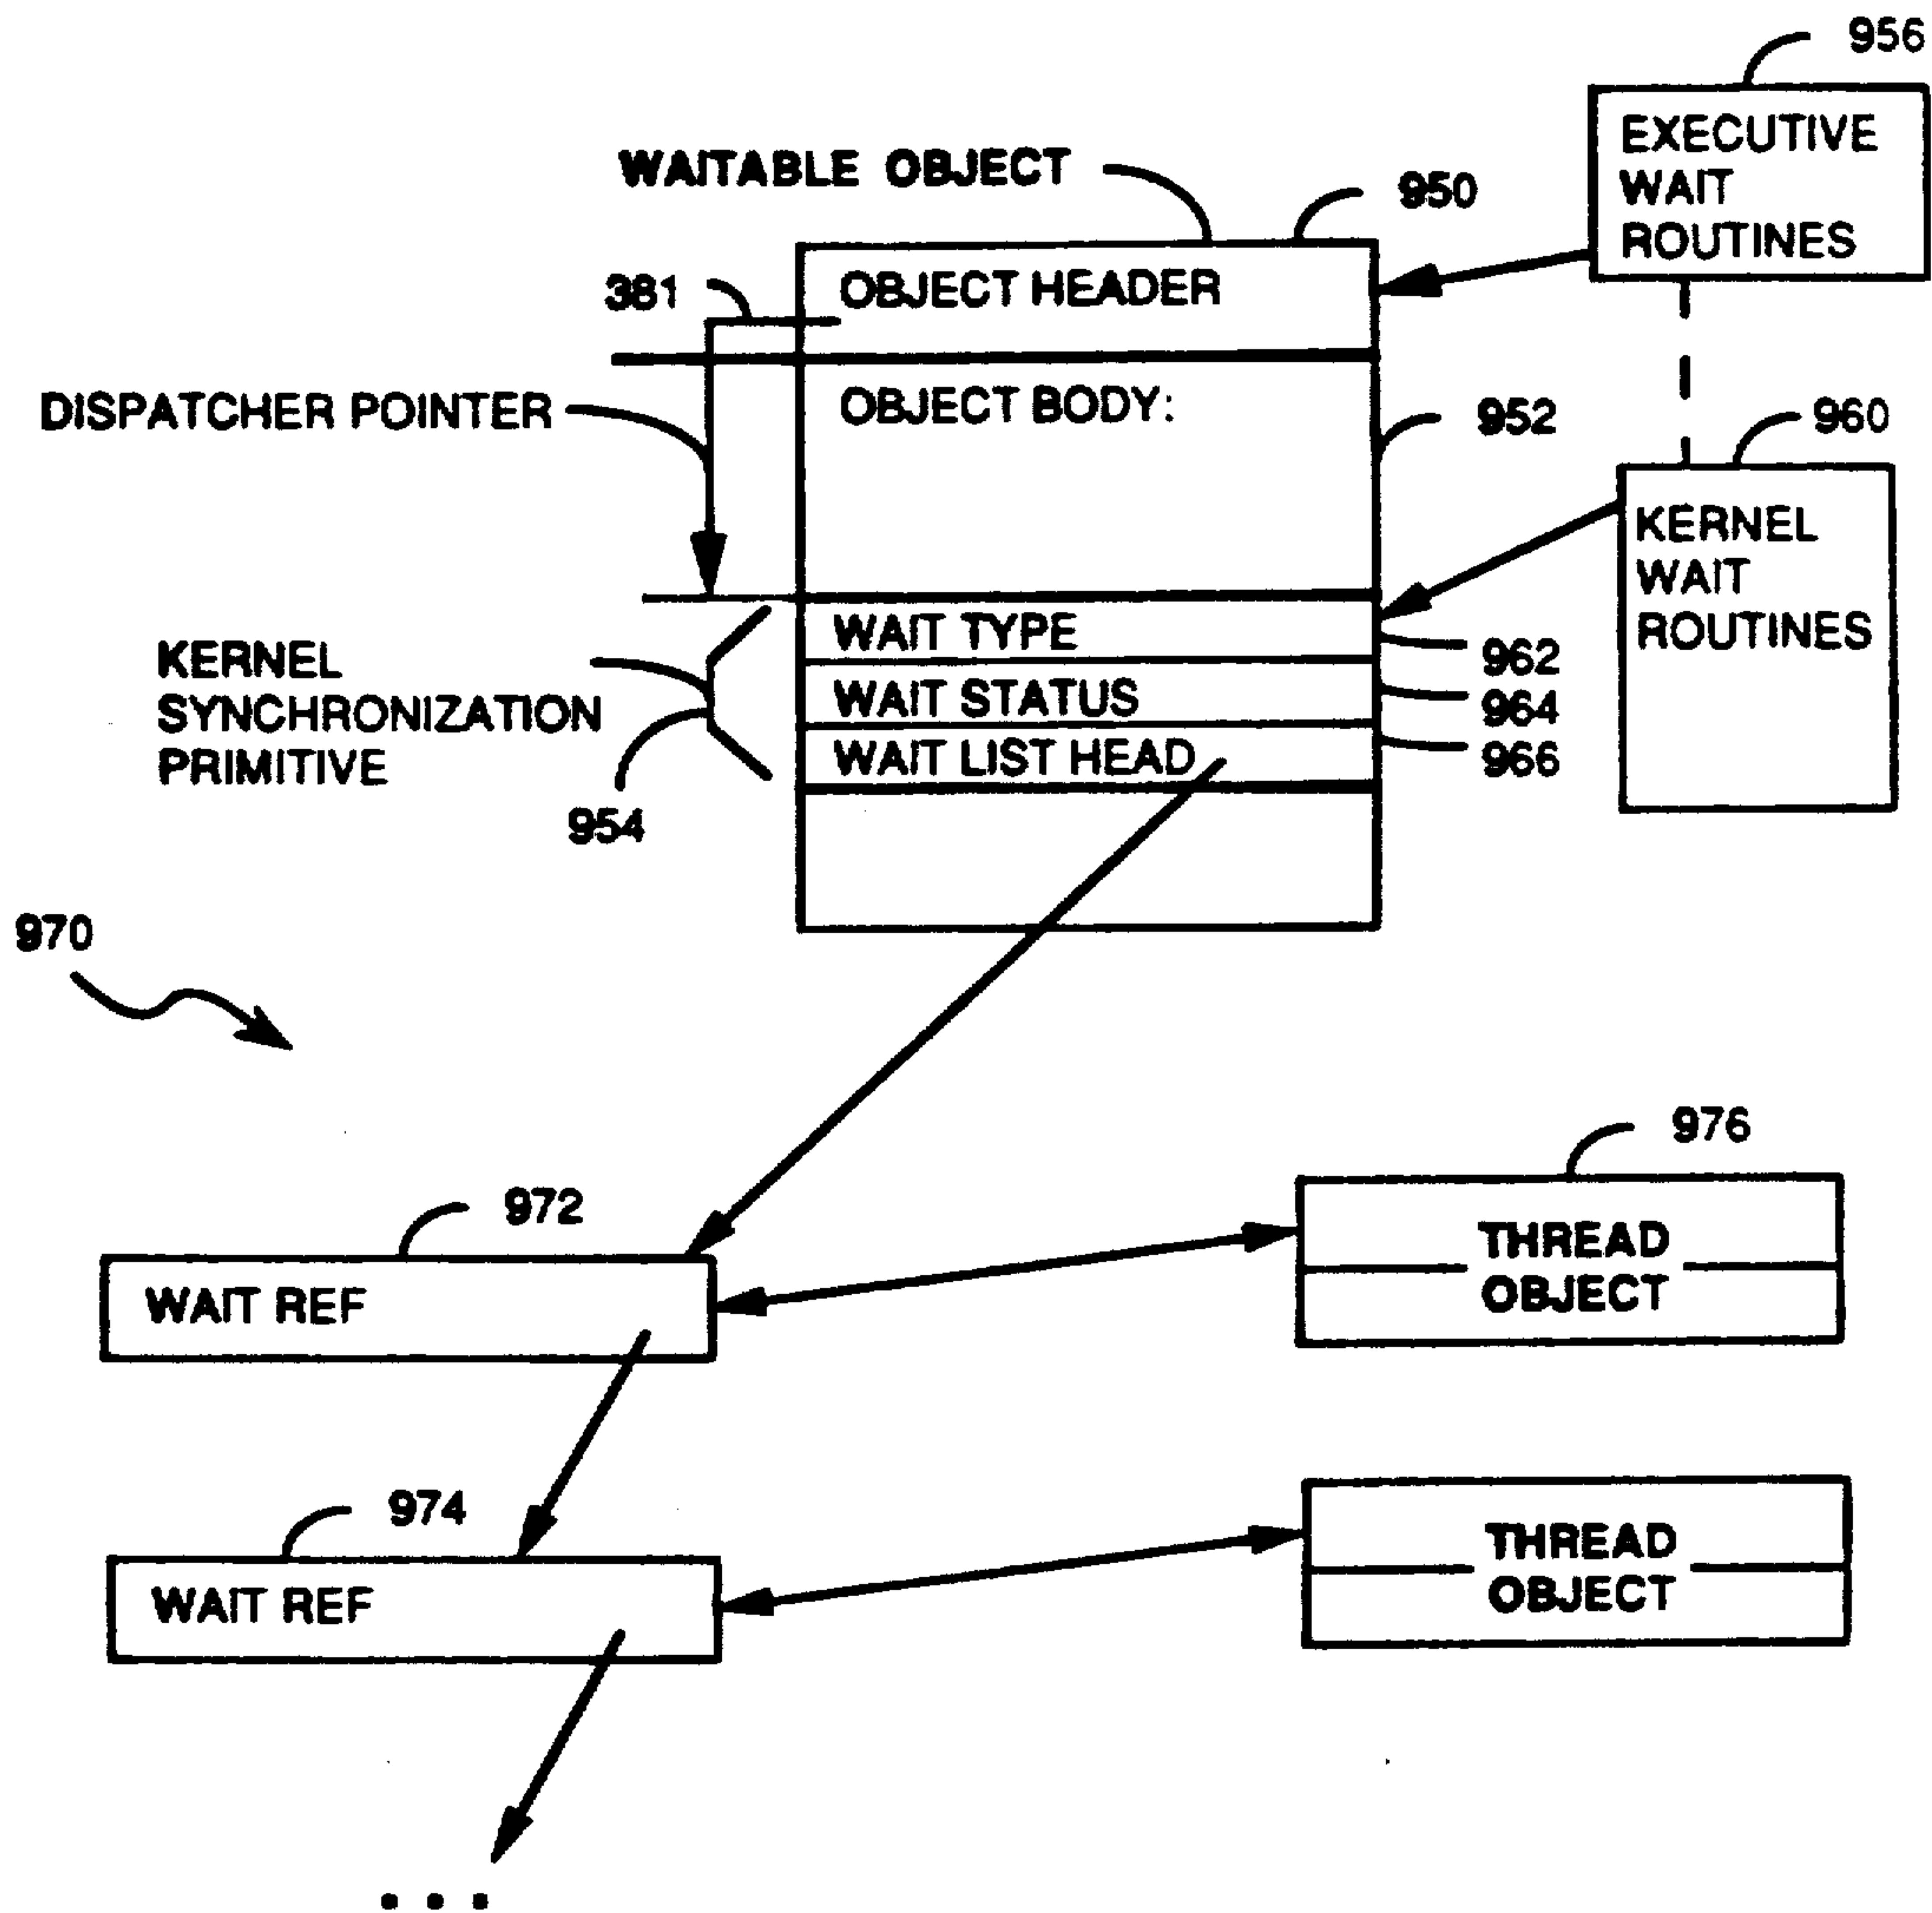 956
EXECUTIVE
WAIT
ROUTINES
WAITABLE OBJECT
950
381
OBJECT HEADER
DISPATCHER POINTER
OBJECT BODY:
952
960
KERNEL
WAIT
ROUTINES
WAIT TYPE
962
KERNEL
SYNCHRONIZATION
PRIMITIVE
WAIT STATUS
964
WAIT LIST HEAD
966
954
970
976
972
THREAD
OBJECT
WAIT REF
974
THREAD
OBJECT
WAIT REF
. . .